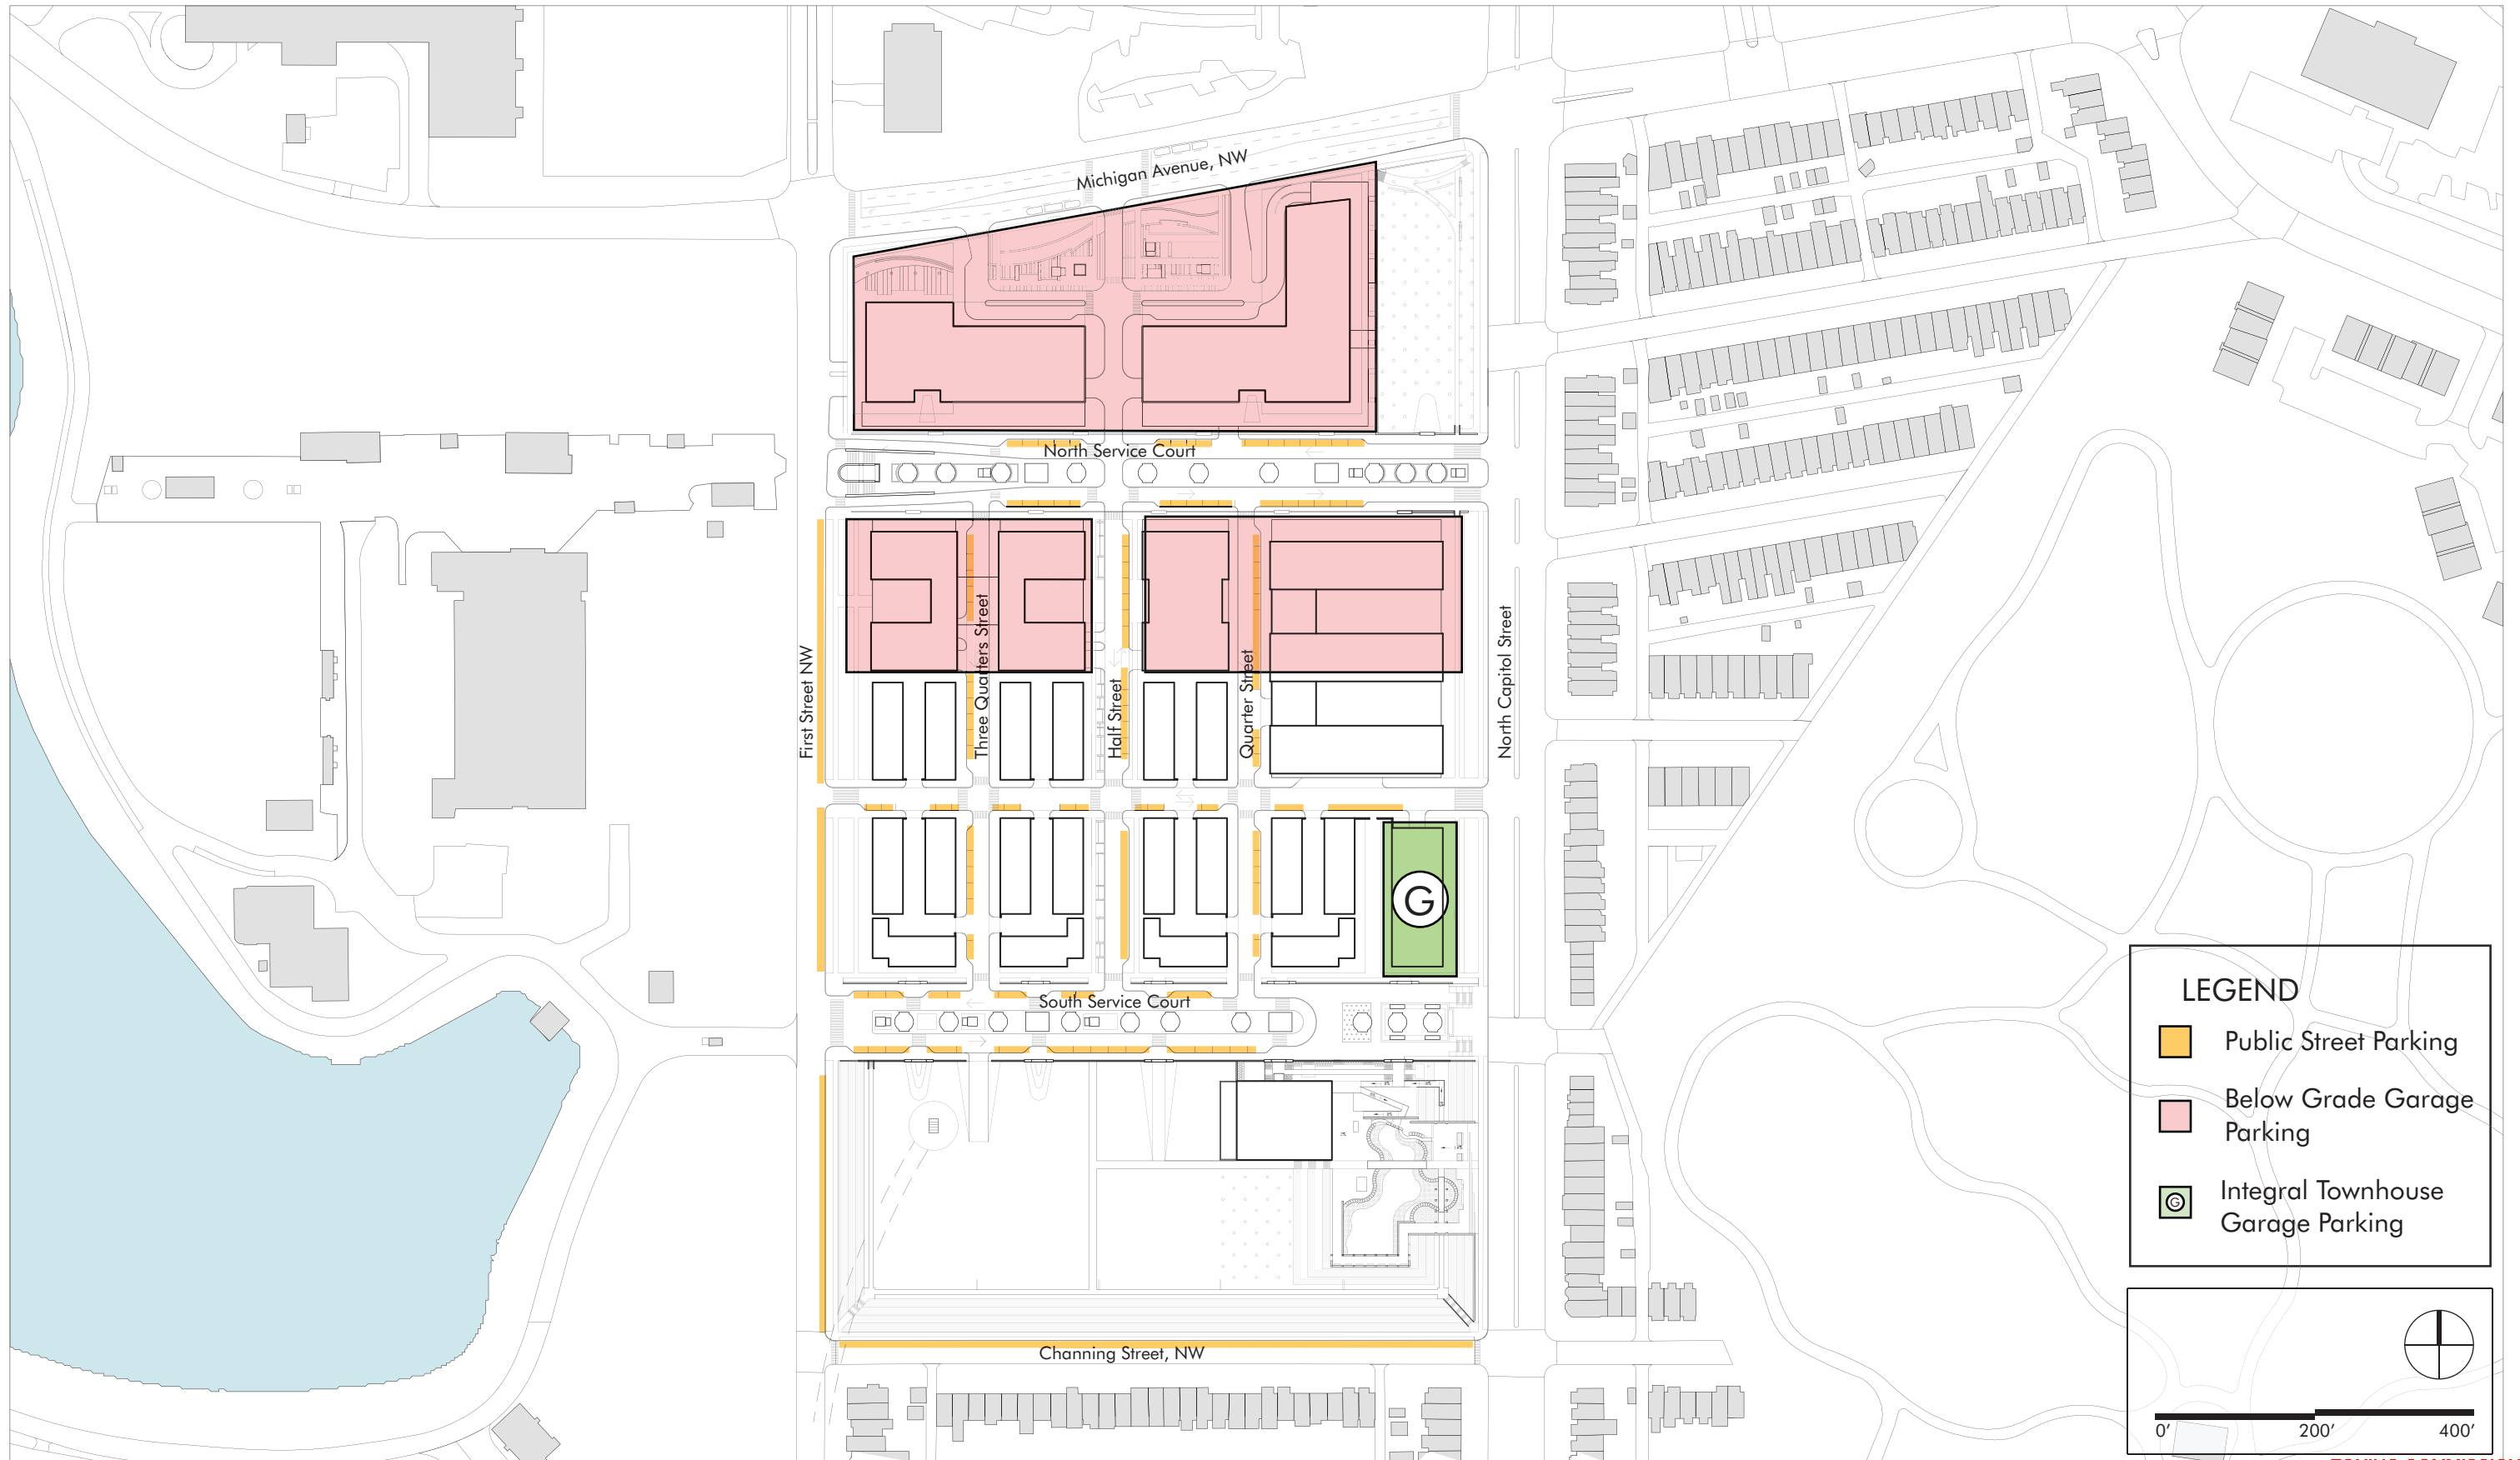 Michigan Avenue, NW
North Service Court
First Street NW
Three Quarters Street
Half Street
Quarter Street
North Capitol Street
G
South Service Court
Channing Street, NW
LEGEND
Public Street Parking
Below Grade Garage
Parking
G
Integral Townhouse
Garage Parking
0’
200’
400’